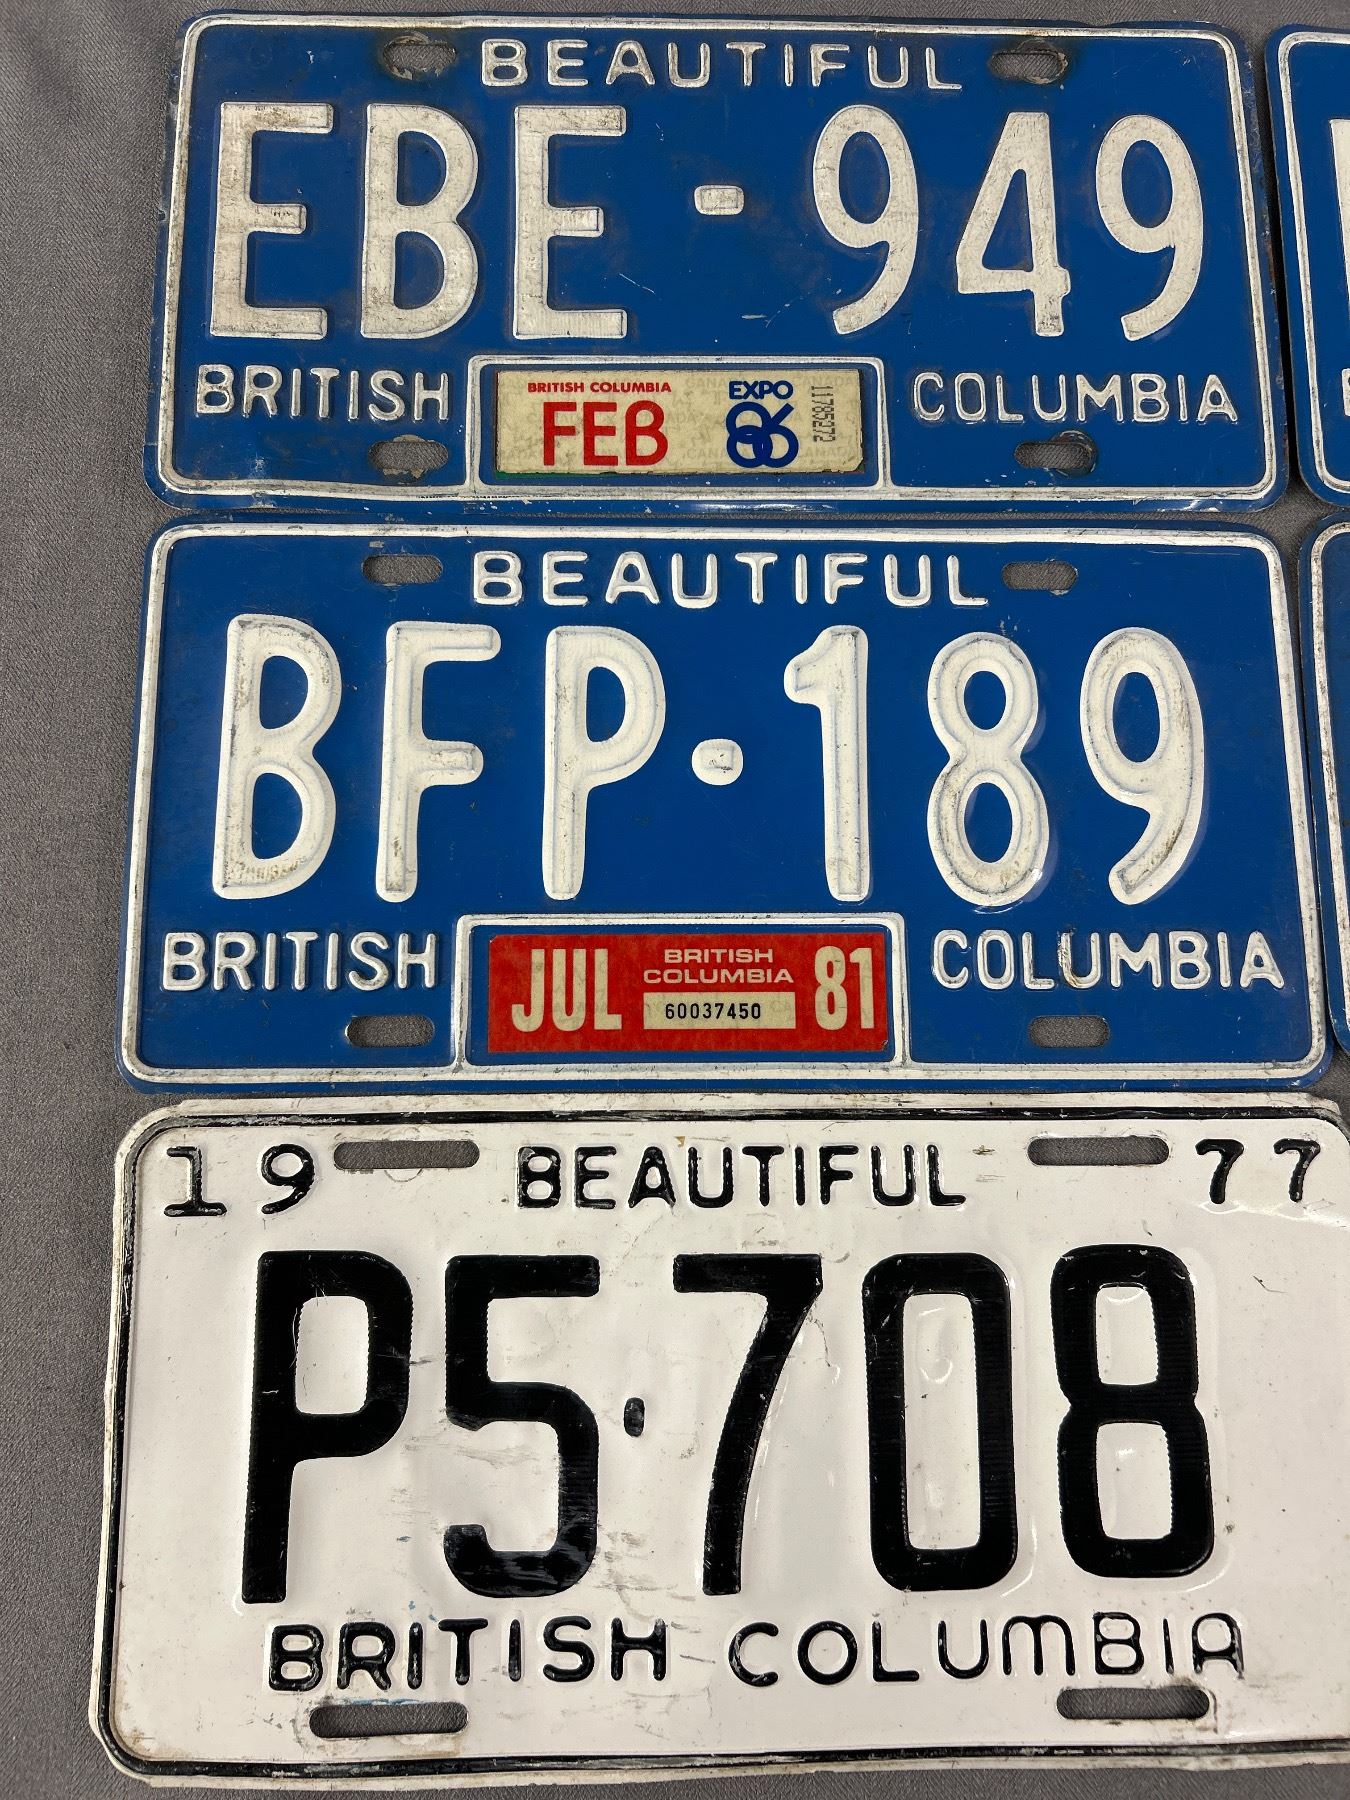 BEAUTIFUL
EBE-949
BRITISH COLUMBIA
BRITISH COLUMBIA
FEB
EXPO
86
11785272
BEAUTIFUL
BFP-189
BRITISH COLUMBIA
JUL
BRITISH
COLUMBIA
60037450
81
19 BEAUTIFUL 77
P5·708
BRITISH COLUMBIA